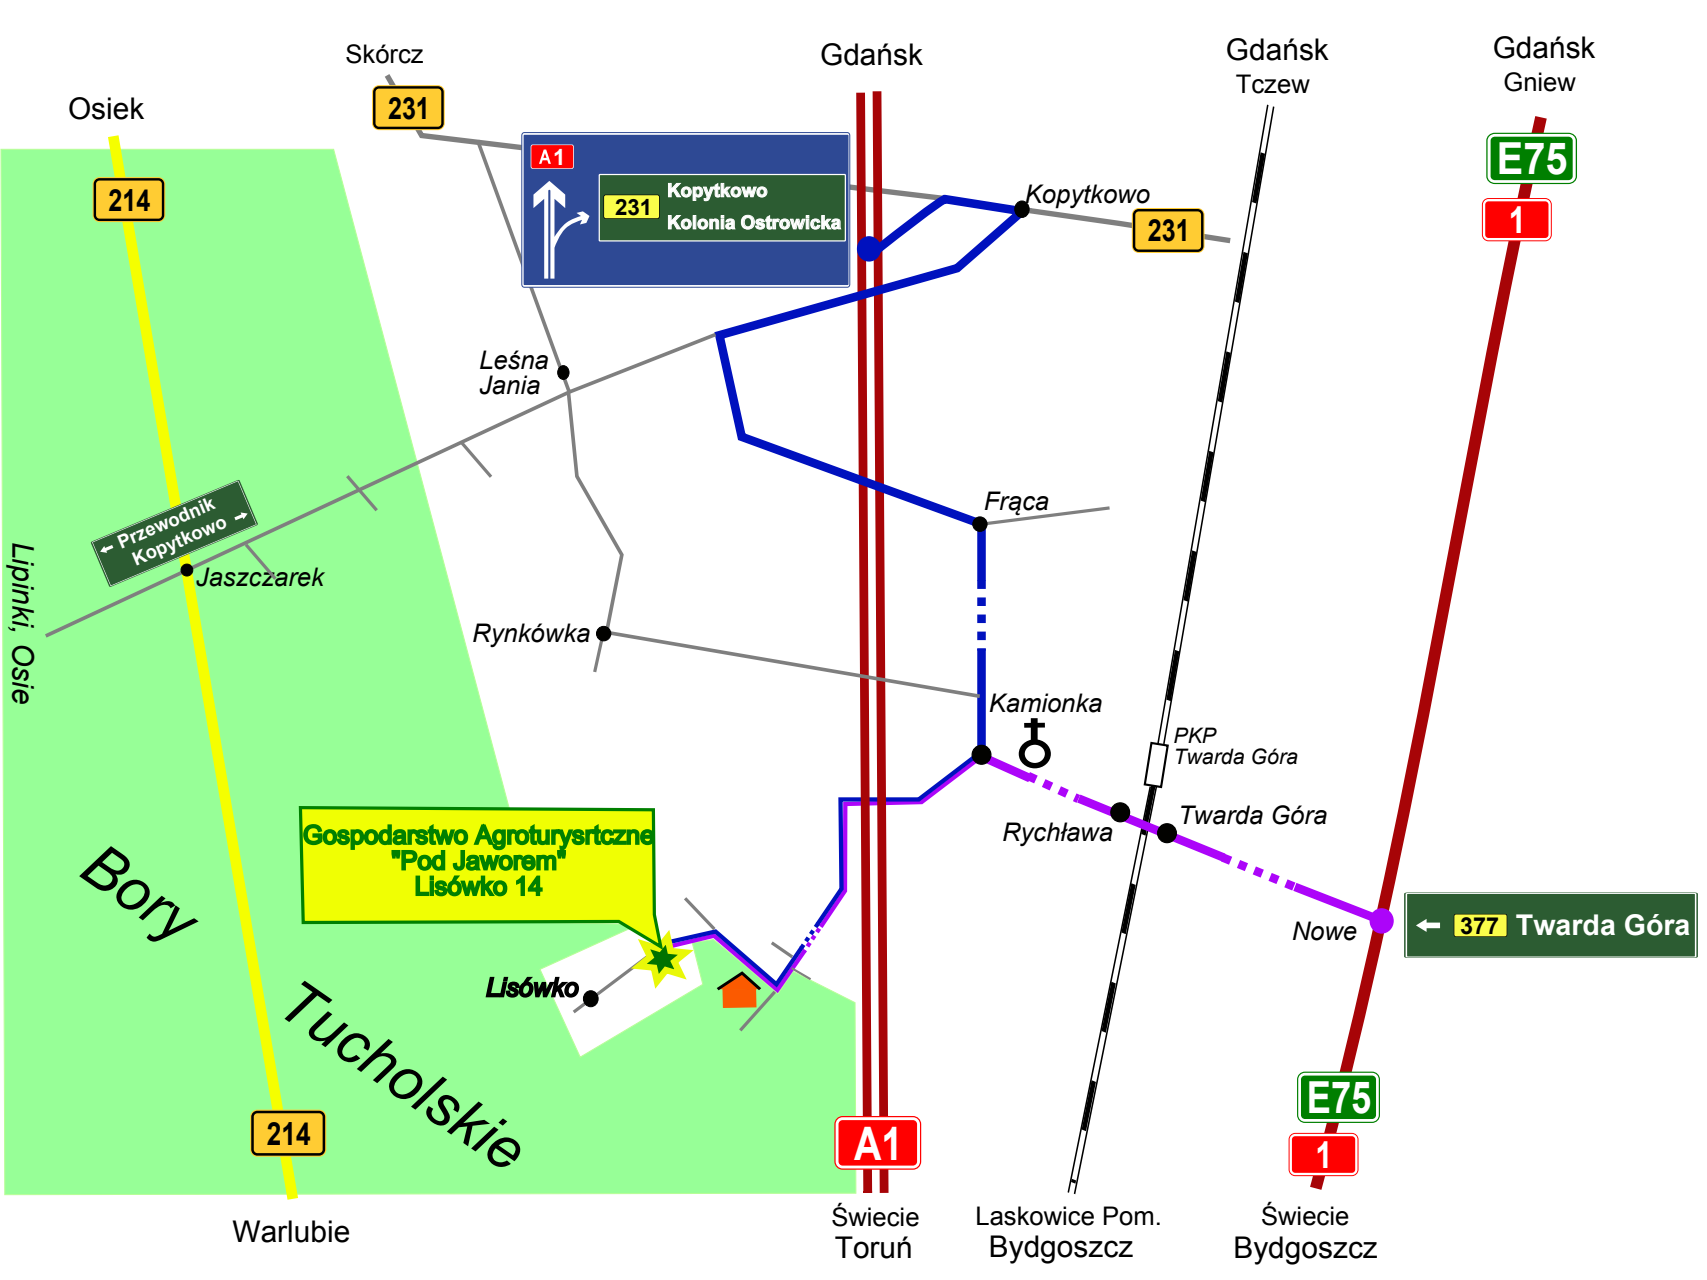 Skórcz
Gdańsk
Gdańsk
Tczew
Gdańsk
Gniew
Osiek
231
214
E75
1
A1
231
Kopytkowo
Kolonia Ostrowicka
Kopytkowo
231
Leśna
Jania
Przewodnik
Kopytkowo
Jaszczarek
Lipinki, Osie
Frąca
Rynkówka
Kamionka
PKP
Twarda Góra
Rychława
Twarda Góra
Gospodarstwo Agroturysrtczne
"Pod Jaworem"
Lisówko 14
Nowe
377 Twarda Góra
Lisówko
Bory
Tucholskie
214
A1
E75
1
Warlubie
Świecie
Toruń
Laskowice Pom.
Bydgoszcz
Świecie
Bydgoszcz